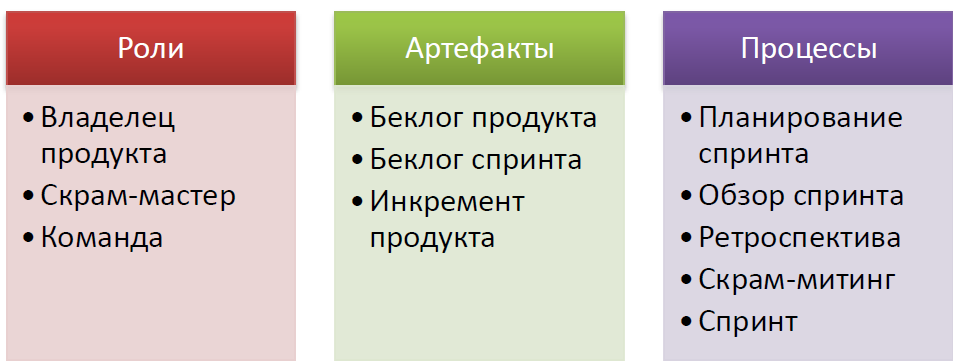 Роли
• Владелец
продукта
• Скрам-мастер
• Команда
Артефакты
• Беклог продукта
• Беклог спринта
• Инкремент
продукта
Процессы
• Планирование
спринта
• Обзор спринта
• Ретроспектива
• Скрам-митинг
• Спринт